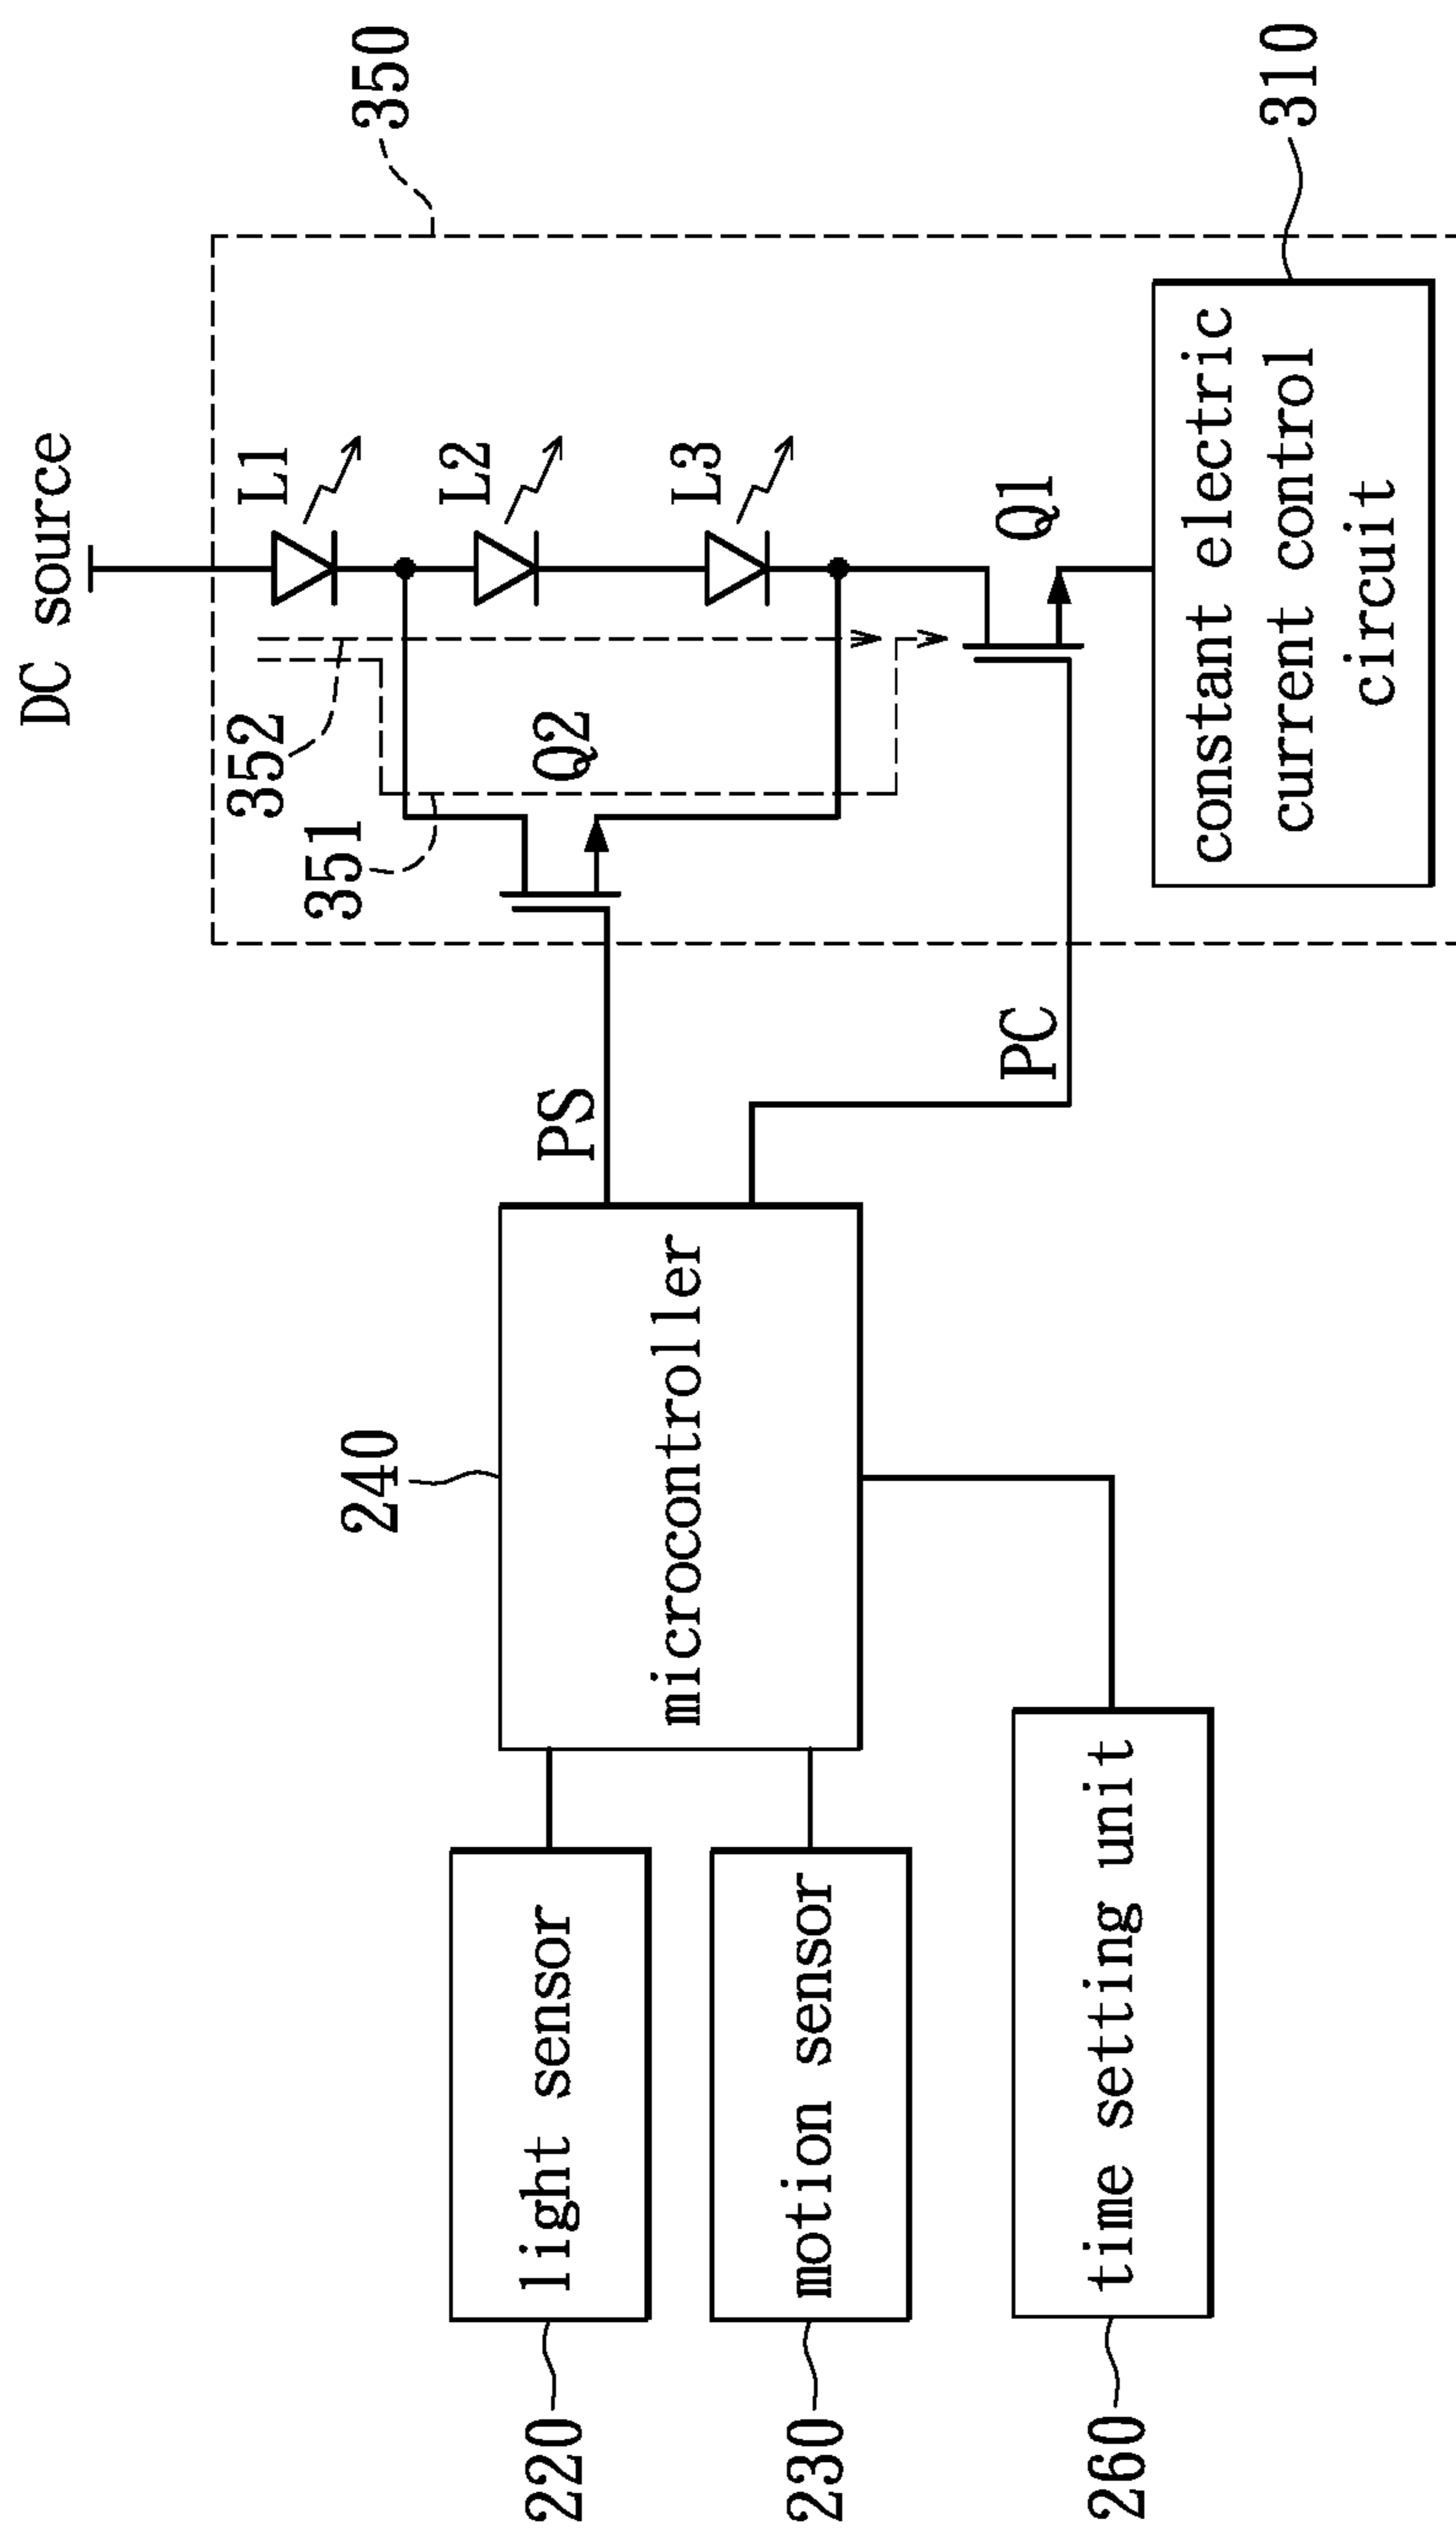 DC source
350
L1
352
351
L2
Q2
L3
240
PS
220
light sensor
microcontroller
230
motion sensor
Q1
PC
260
time setting unit
constant electric
current control
circuit
310